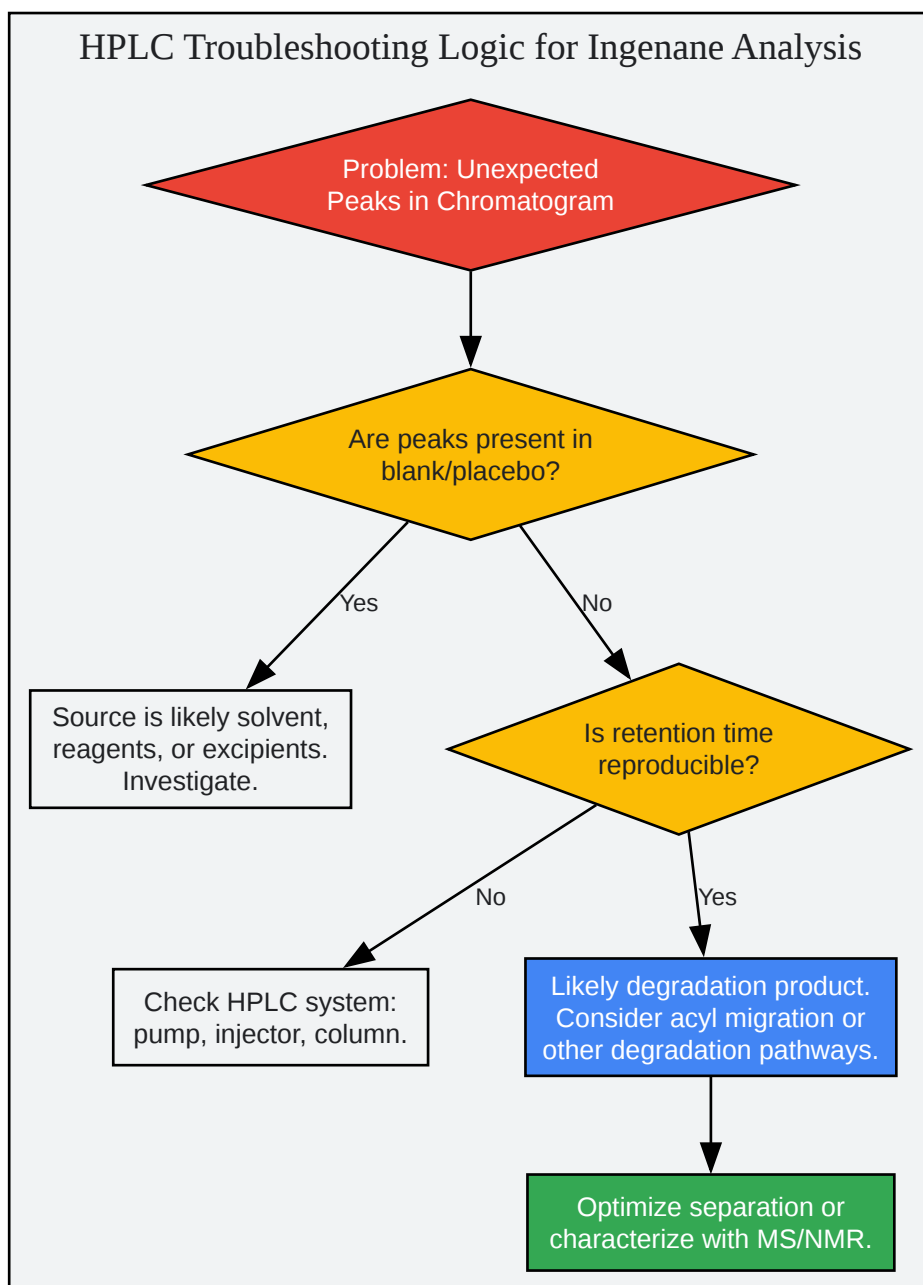 HPLC Troubleshooting Logic for Ingenane Analysis
Problem: Unexpected
Peaks in Chromatogram
Are peaks present in
blank/placebo?
Yes
No
Source is likely solvent,
reagents, or excipients.
Investigate.
Is retention time
reproducible?
No
Yes
Check HPLC system:
pump, injector, column.
Likely degradation product.
Consider acyl migration or
other degradation pathways.
Optimize separation or
characterize with MS/NMR.